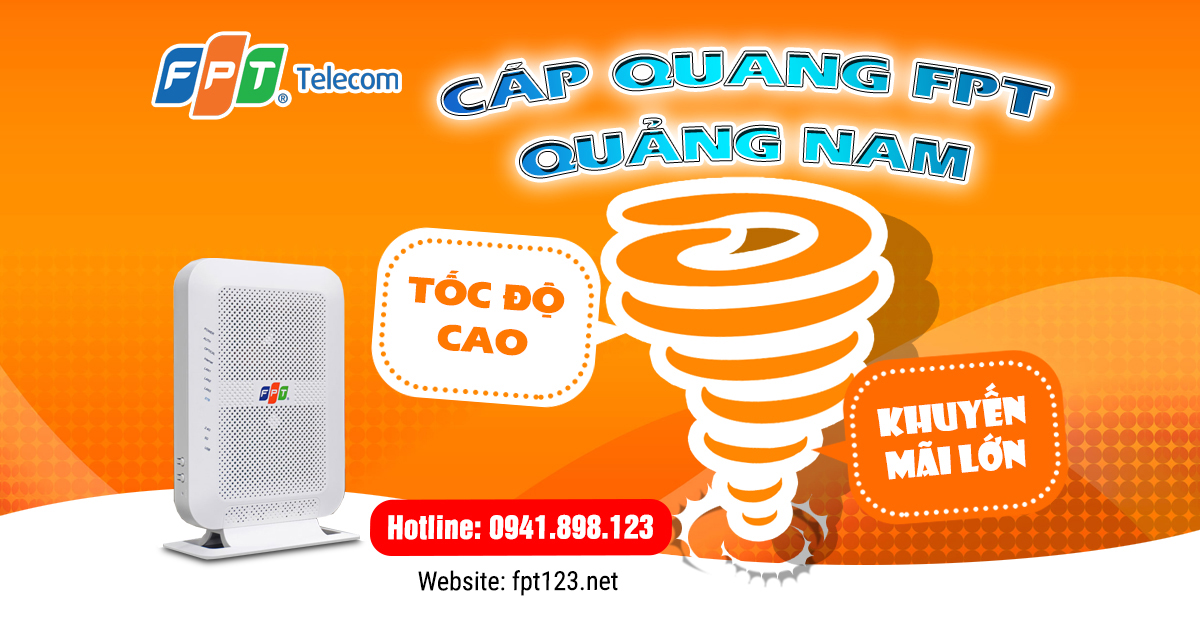 FPT® Telecom
CÁP QUANG FPT
QUẢNG NAM
TỐC ĐỘ
CAO
FPT
KHUYẾN
MÃI LỚN
Hotline: 0941.898.123
Website: fpt123.net